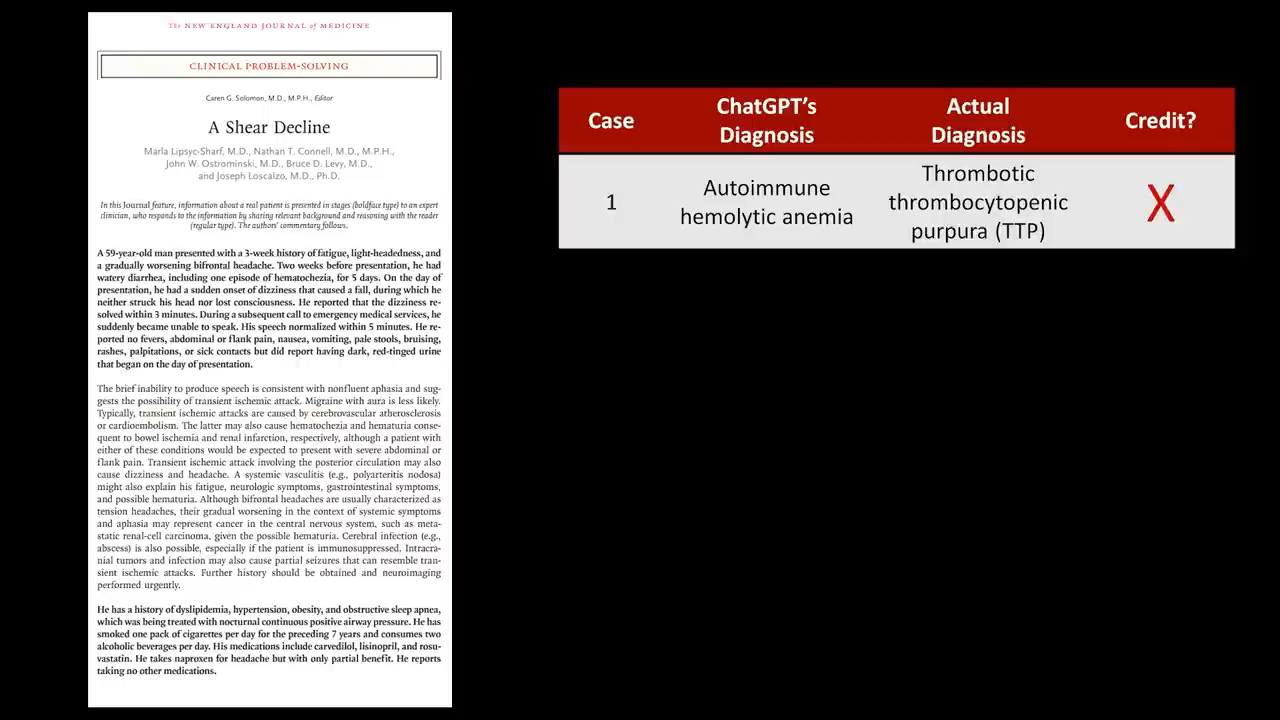 The NEW ENGLAND JOURNAL of MEDICINE
CLINICAL PROBLEM-SOLVING
Caren G. Solomon, M.D., M.P.H., Editor
A Shear Decline
Marla Lipsyc-Sharf, M.D., Nathan T. Connell, M.D., M.P.H.,
John W. Ostrominski, M.D., Bruce D. Levy, M.D.,
and Joseph Loscalzo, M.D., Ph.D.
In this Journal feature, information about a real patient is presented in stages (boldface type) to an expert
clinician, who responds to the information by sharing relevant background and reasoning with the reader
(regular type). The authors' commentary follows.
A 59-year-old man presented with a 3-week history of fatigue, light-headedness, and
a gradually worsening bifrontal headache. Two weeks before presentation, he had
watery diarrhea, including one episode of hematochezia, for 5 days. On the day of
presentation, he had a sudden onset of dizziness that caused a fall, during which he
neither struck his head nor lost consciousness. He reported that the dizziness re-
solved within 3 minutes. During a subsequent call to emergency medical services, he
suddenly became unable to speak. His speech normalized within 5 minutes. He re-
ported no fevers, abdominal or flank pain, nausea, vomiting, pale stools, bruising,
rashes, palpitations, or sick contacts but did report having dark, red-tinged urine
that began on the day of presentation.
The brief inability to produce speech is consistent with nonfluent aphasia and sug-
gests the possibility of transient ischemic attack. Migraine with aura is less likely.
Typically, transient ischemic attacks are caused by cerebrovascular atherosclerosis
or cardioembolism. The latter may also cause hematochezia and hematuria conse-
quent to bowel ischemia and renal infarction, respectively, although a patient with
either of these conditions would be expected to present with severe abdominal or
flank pain. Transient ischemic attack involving the posterior circulation may also
cause dizziness and headache. A systemic vasculitis (e.g., polyarteritis nodosa)
might also explain his fatigue, neurologic symptoms, gastrointestinal symptoms,
and possible hematuria. Although bifrontal headaches are usually characterized as
tension headaches, their gradual worsening in the context of systemic symptoms
and aphasia may represent cancer in the central nervous system, such as meta-
static renal-cell carcinoma, given the possible hematuria. Cerebral infection (e.g.,
abscess) is also possible, especially if the patient is immunosuppressed. Intracra-
nial tumors and infection may also cause partial seizures that can resemble tran-
sient ischemic attacks. Further history should be obtained and neuroimaging
performed urgently.
He has a history of dyslipidemia, hypertension, obesity, and obstructive sleep apnea,
which was being treated with nocturnal continuous positive airway pressure. He has
smoked one pack of cigarettes per day for the preceding 7 years and consumes two
alcoholic beverages per day. His medications include carvedilol, lisinopril, and rosu-
vastatin. He takes naproxen for headache but with only partial benefit. He reports
taking no other medications.
Case
ChatGPT's
Diagnosis
Actual
Diagnosis
Credit?
1
Autoimmune
hemolytic anemia
Thrombotic
thrombocytopenic
purpura (TTP)
X